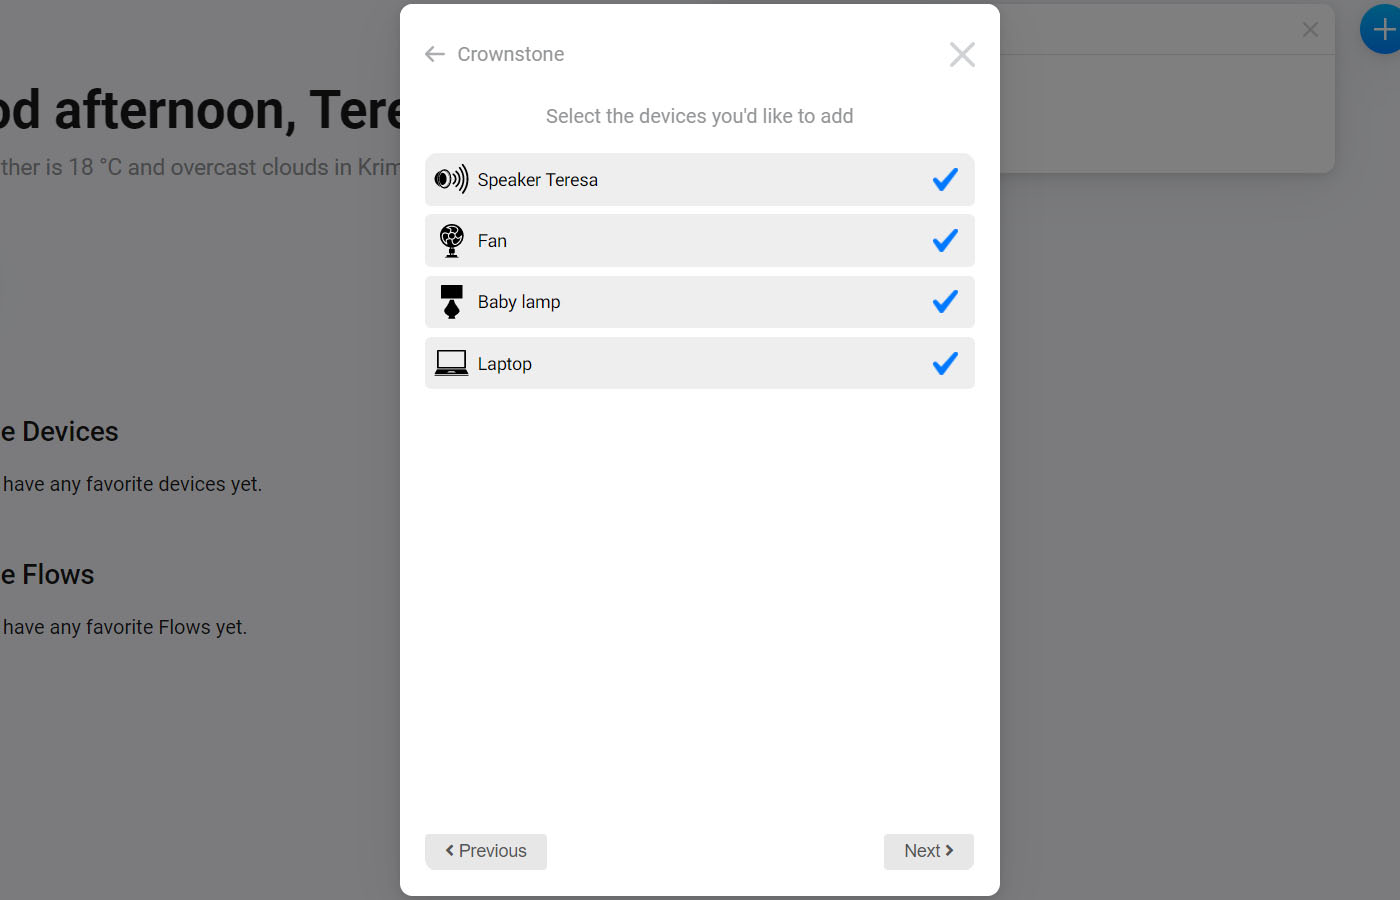 Crownstone
Select the devices you'd like to add
Speaker Teresa
Fan
Baby lamp
Laptop
Previous
Next
od afternoon, Tere
ther is 18 °C and overcast clouds in Krim
e Devices
have any favorite devices yet.
e Flows
have any favorite Flows yet.